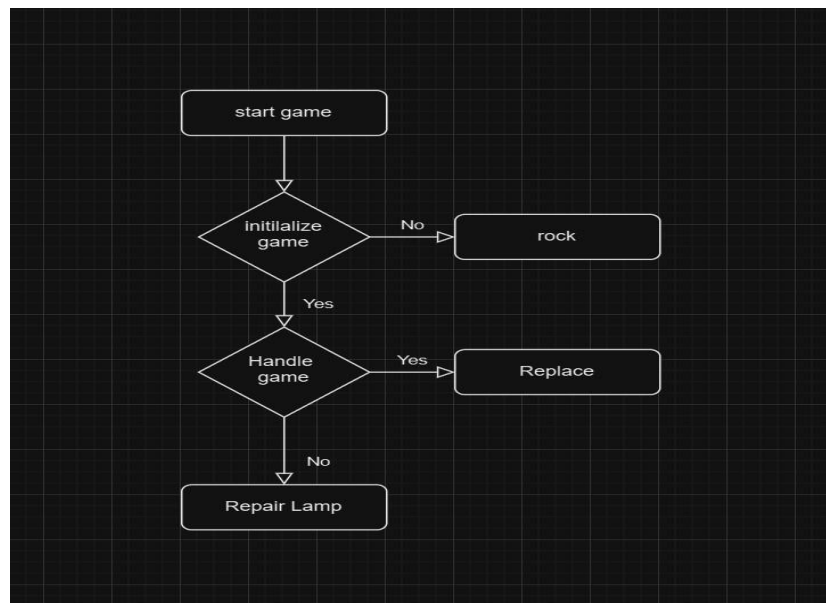 start game
initilalize
game
No
rock
Yes
Handle
game
Yes
Replace
No
Repair Lamp